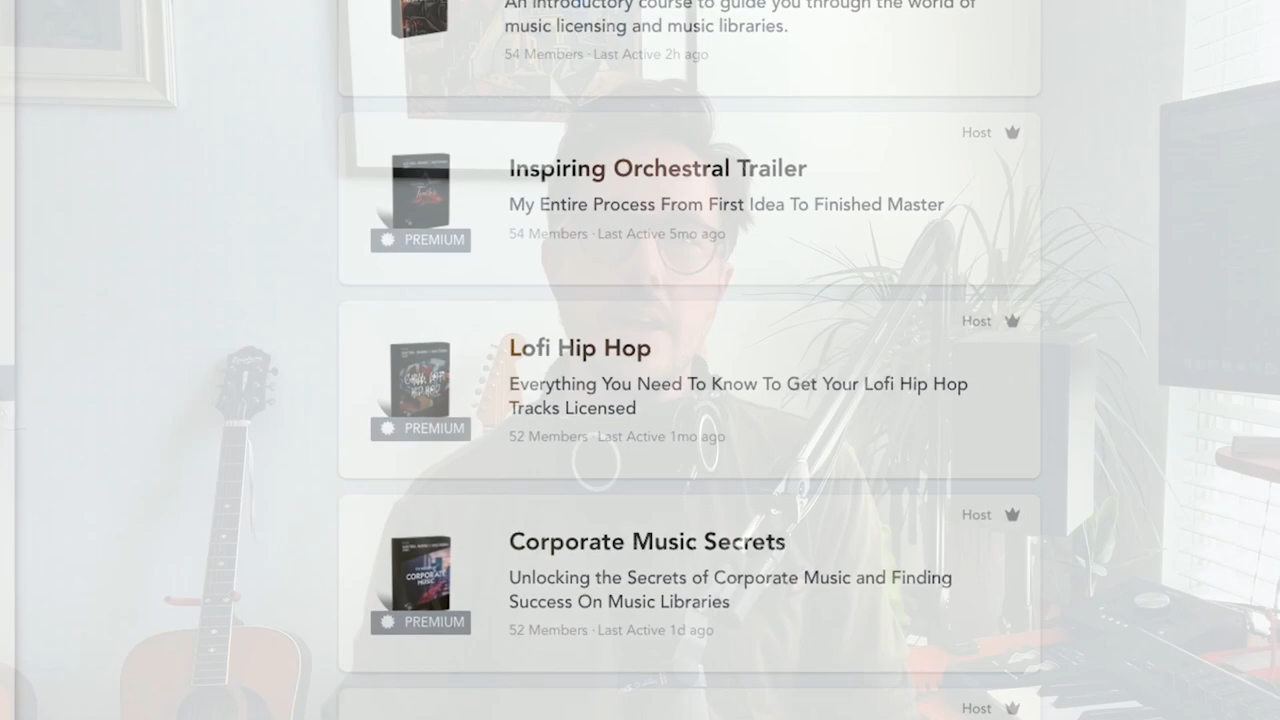 An introductory course to guide you through the world of
music licensing and music libraries.
54 Members · Last Active 2h ago
Host
Inspiring Orchestral Trailer
My Entire Process From First Idea To Finished Master
54 Members · Last Active 5mo ago
PREMIUM
Host
Lofi Hip Hop
Everything You Need To Know To Get Your Lofi Hip Hop
Tracks Licensed
52 Members · Last Active 1mo ago
PREMIUM
Host
Corporate Music Secrets
Unlocking the Secrets of Corporate Music and Finding
Success On Music Libraries
52 Members · Last Active 1d ago
CORPORATE
MUSIC
PREMIUM
Host